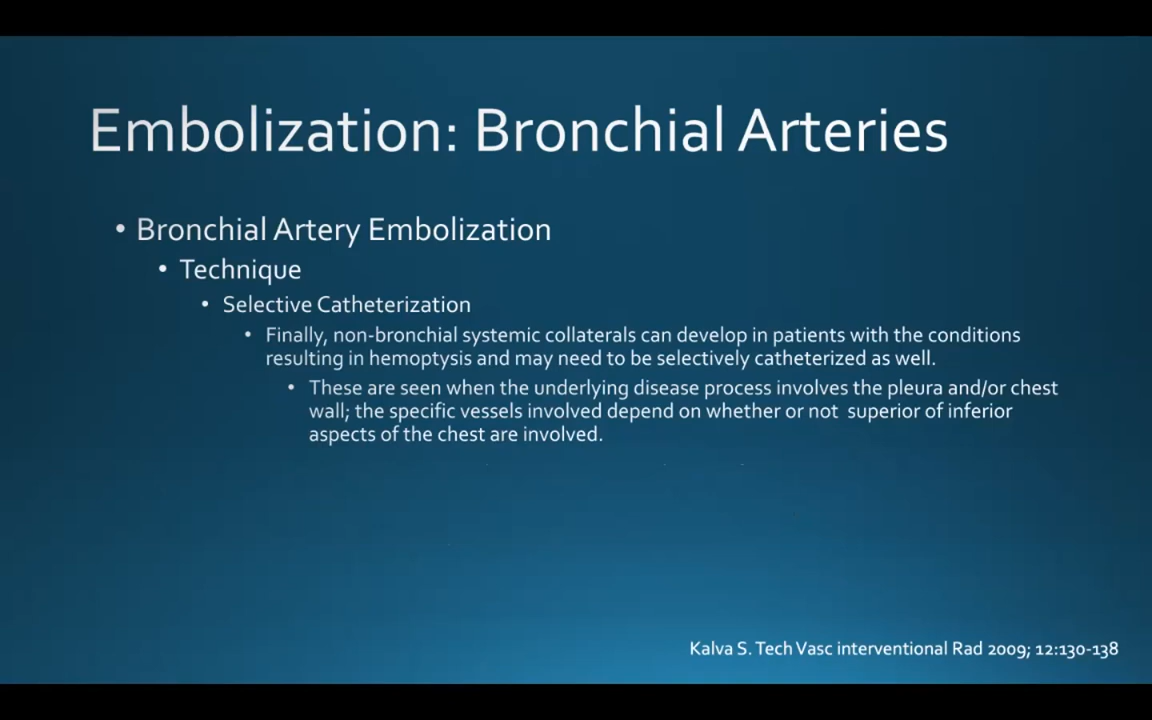 Embolization: Bronchial Arteries
• Bronchial Artery Embolization
• Technique
• Selective Catheterization
• Finally, non-bronchial systemic collaterals can develop in patients with the conditions
resulting in hemoptysis and may need to be selectively catheterized as well.
• These are seen when the underlying disease process involves the pleura and/or chest
wall; the specific vessels involved depend on whether or not superior of inferior
aspects of the chest are involved.
Kalva S. Tech Vasc interventional Rad 2009; 12:130-138